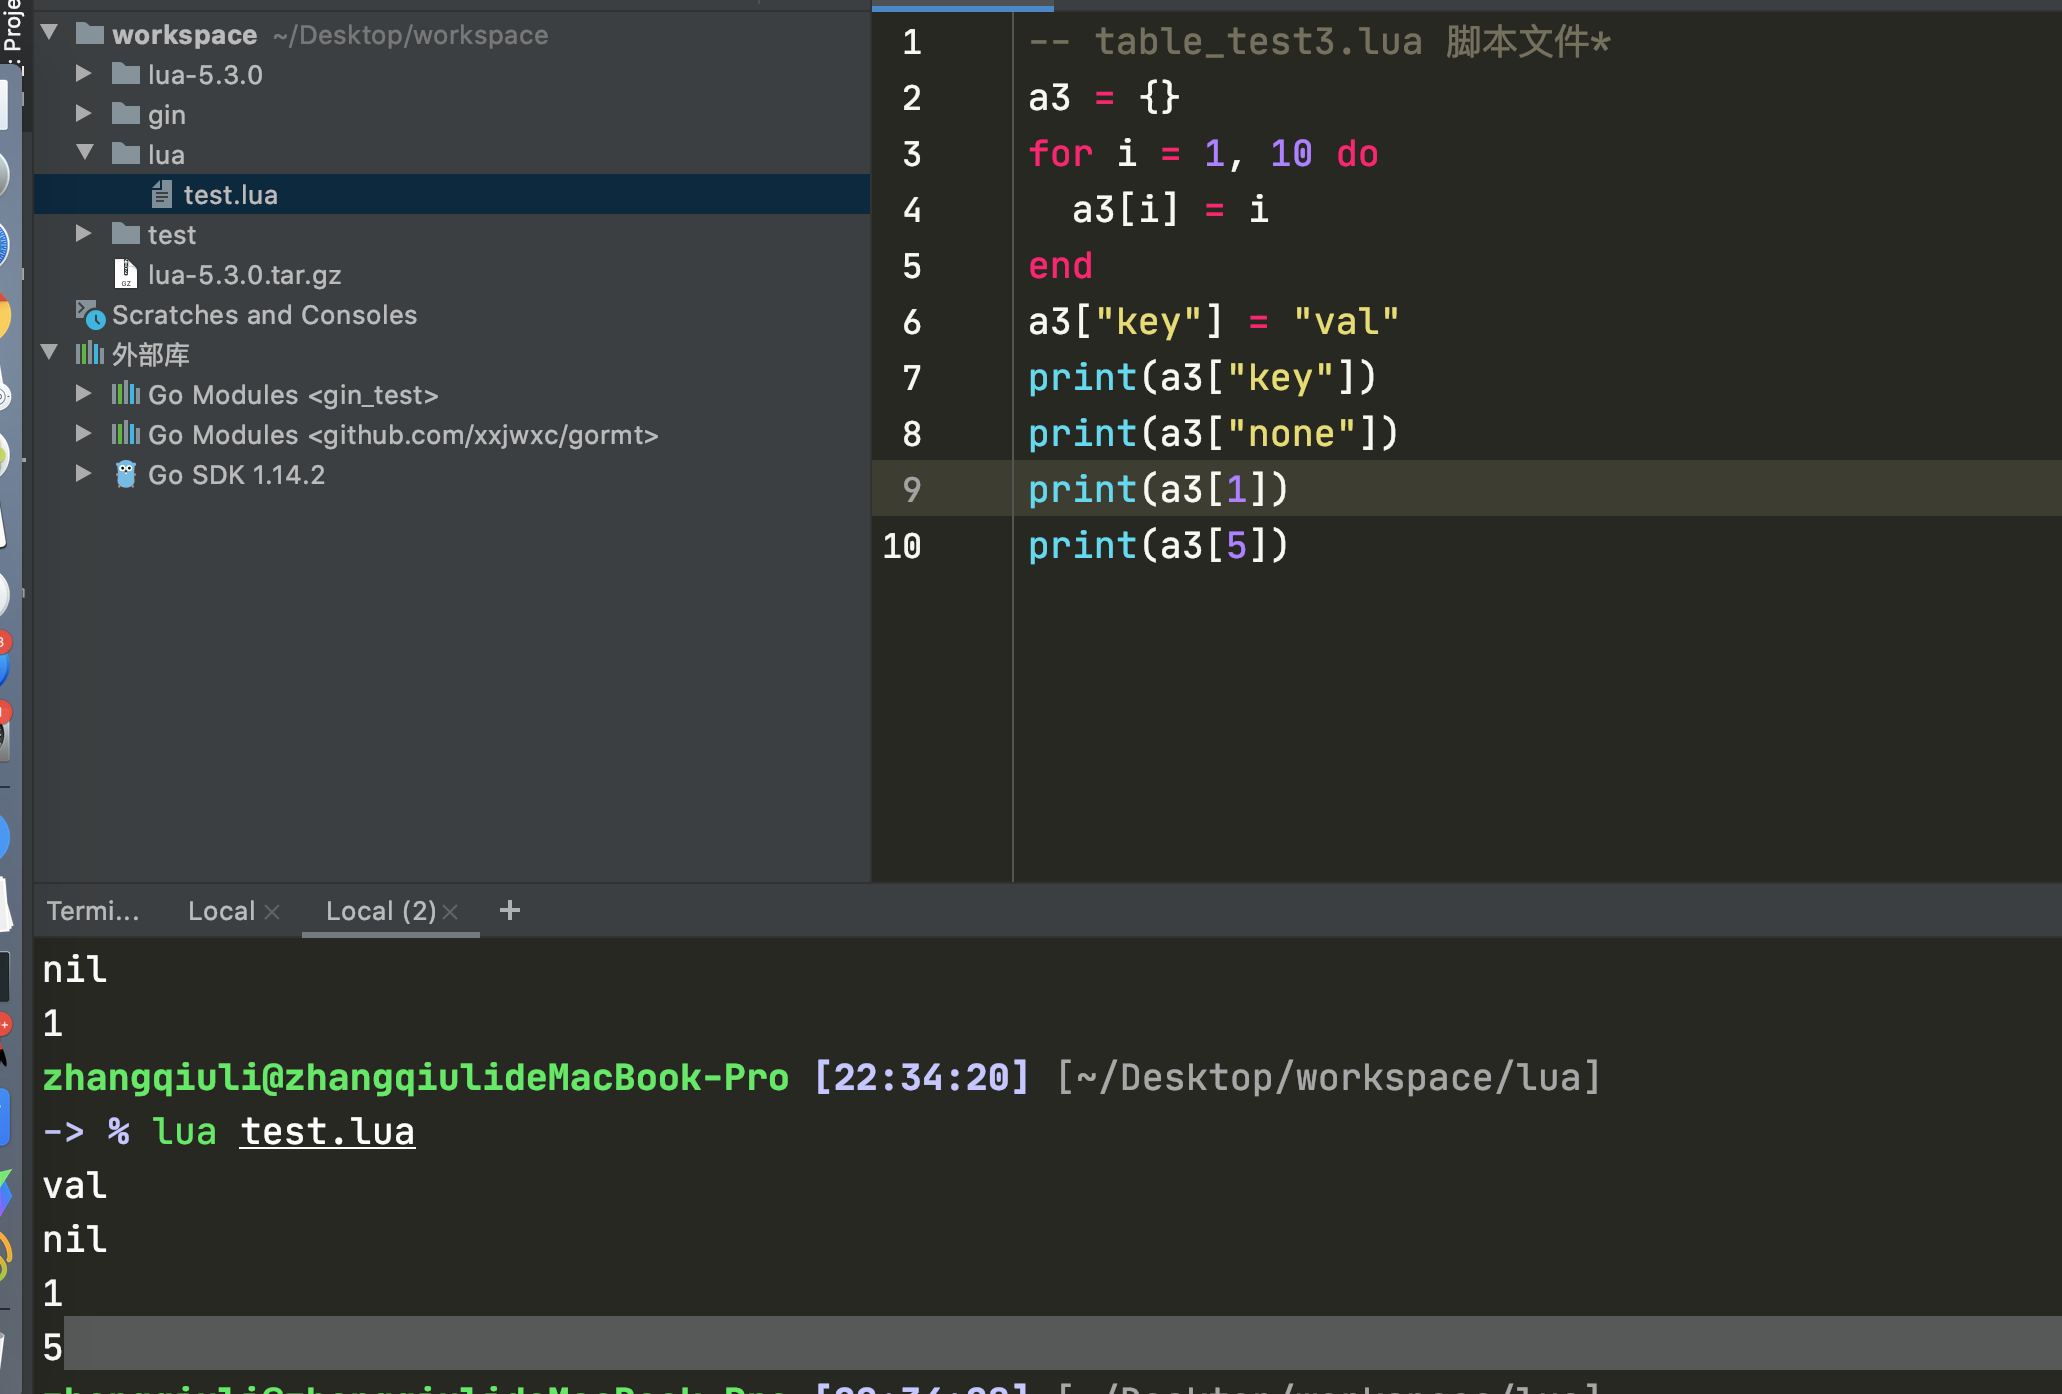 workspace ~/Desktop/workspace
lua-5.3.0
gin
lua
test.lua
test
lua-5.3.0.tar.gz
Scratches and Consoles
外部库
Go Modules <gin_test>
Go Modules <github.com/xxjwxc/gormt>
Go SDK 1.14.2
1 -- table_test3.lua 脚本文件*
2 a3 = {}
3 for i = 1, 10 do
4 a3[i] = i
5 end
6 a3["key"] = "val"
7 print(a3["key"])
8 print(a3["none"])
9 print(a3[1])
10 print(a3[5])
Termi... Local Local (2)
nil
1
zhangqiuli@zhangqiulideMacBook-Pro [22:34:20] [~/Desktop/workspace/lua]
-> % lua test.lua
val
nil
1
5